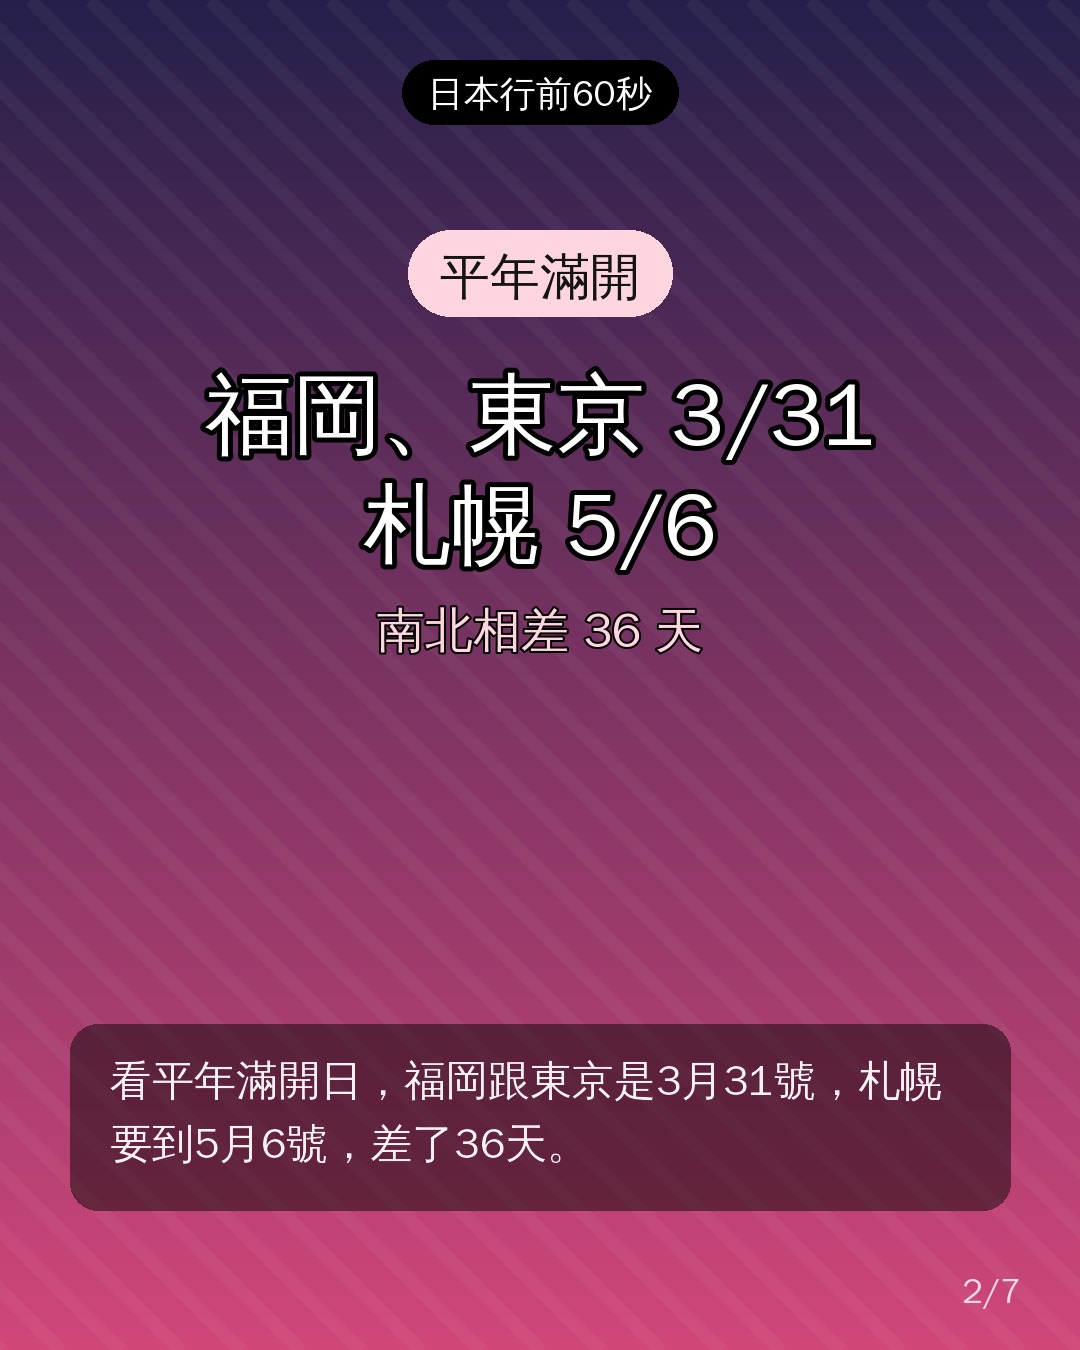 日本行前60秒
平年滿開
福岡、東京 3/31
札幌 5/6
南北相差 36 天
看平年滿開日，福岡跟東京是3月31號，札幌
要到5月6號，差了36天。
2/7